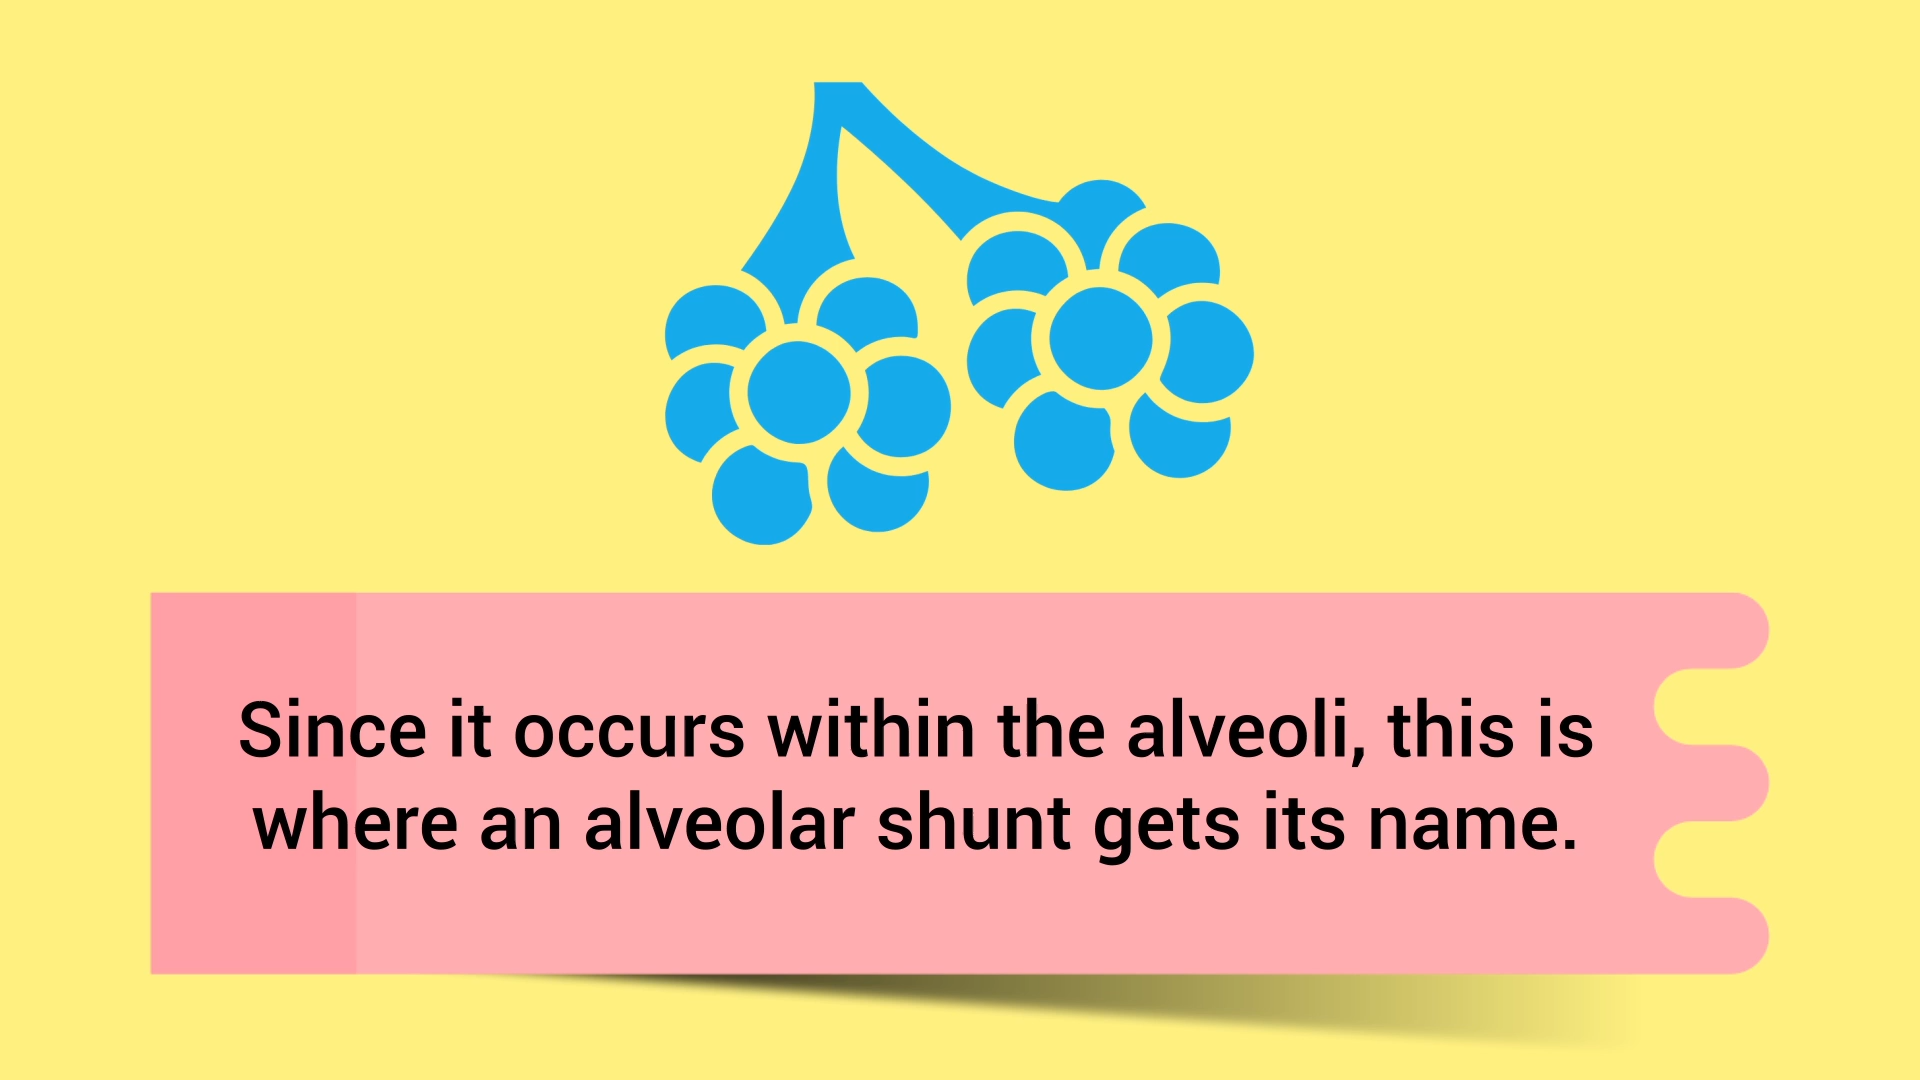 Since it occurs within the alveoli, this is
where an alveolar shunt gets its name.